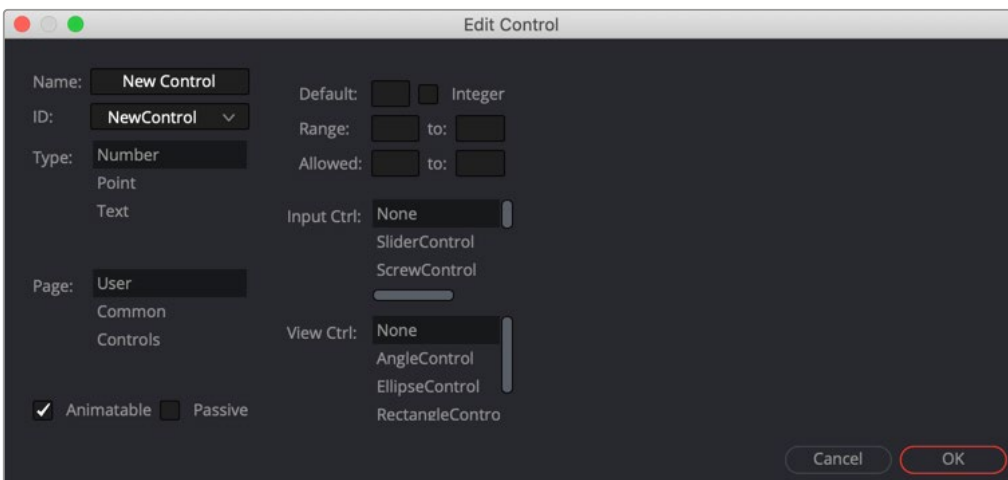 Edit Control
Name: New Control
ID: NewControl
Type: Number
Point
Text
Page: User
Common
Controls
Animatable Passive
Default: Integer
Range: to:
Allowed: to:
Input Ctrl: None
SliderControl
ScrewControl
View Ctrl: None
AngleControl
EllipseControl
RectangleContro
Cancel OK